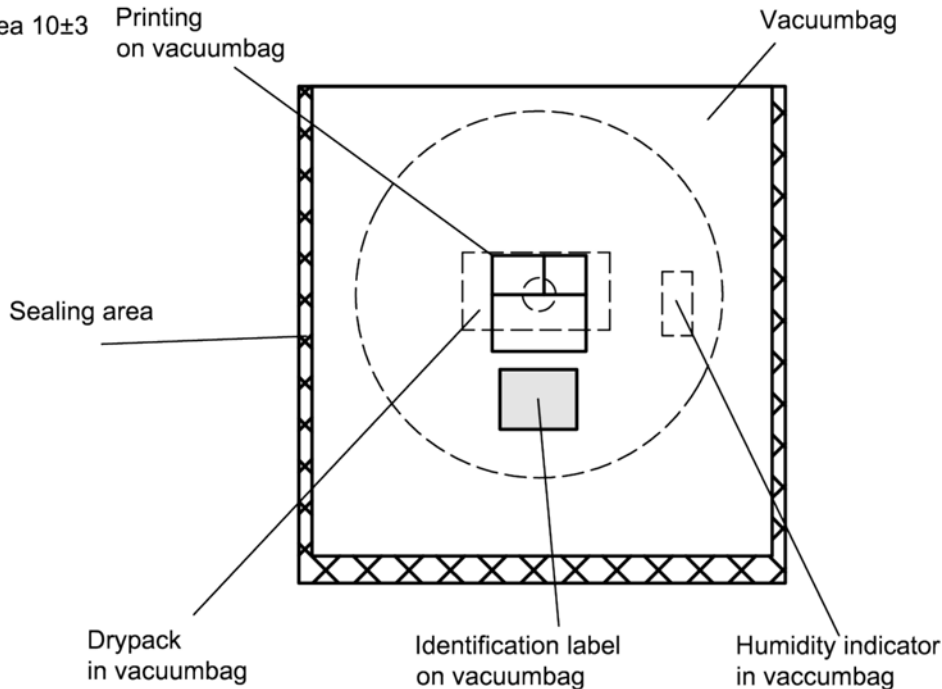 ea 10±3
Printing
on vacuumbag
Vacuumbag
Sealing area
Drypack
in vacuumbag
Identification label
on vacuumbag
Humidity indicator
in vaccumbag